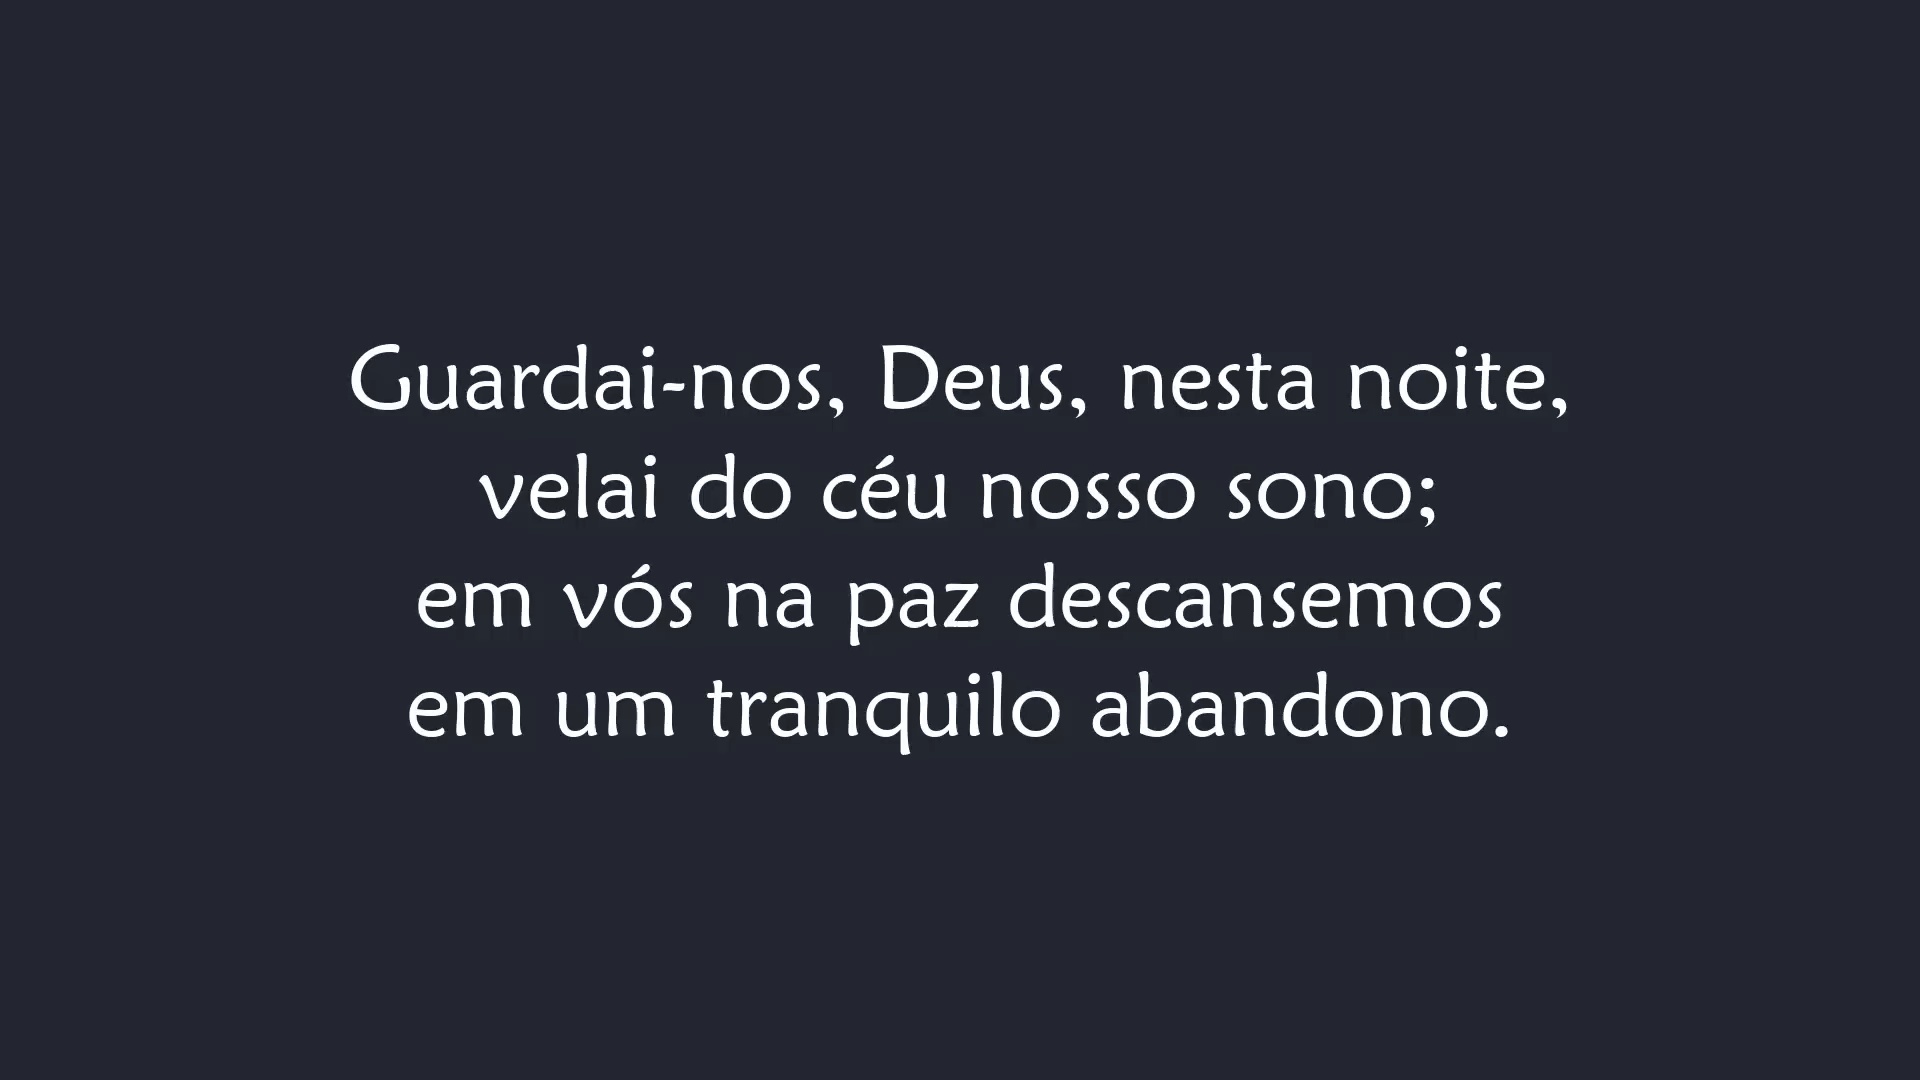 Guardai-nos, Deus, nesta noite,
velai do céu nosso sono;
em vós na paz descansemos
em um tranquilo abandono.